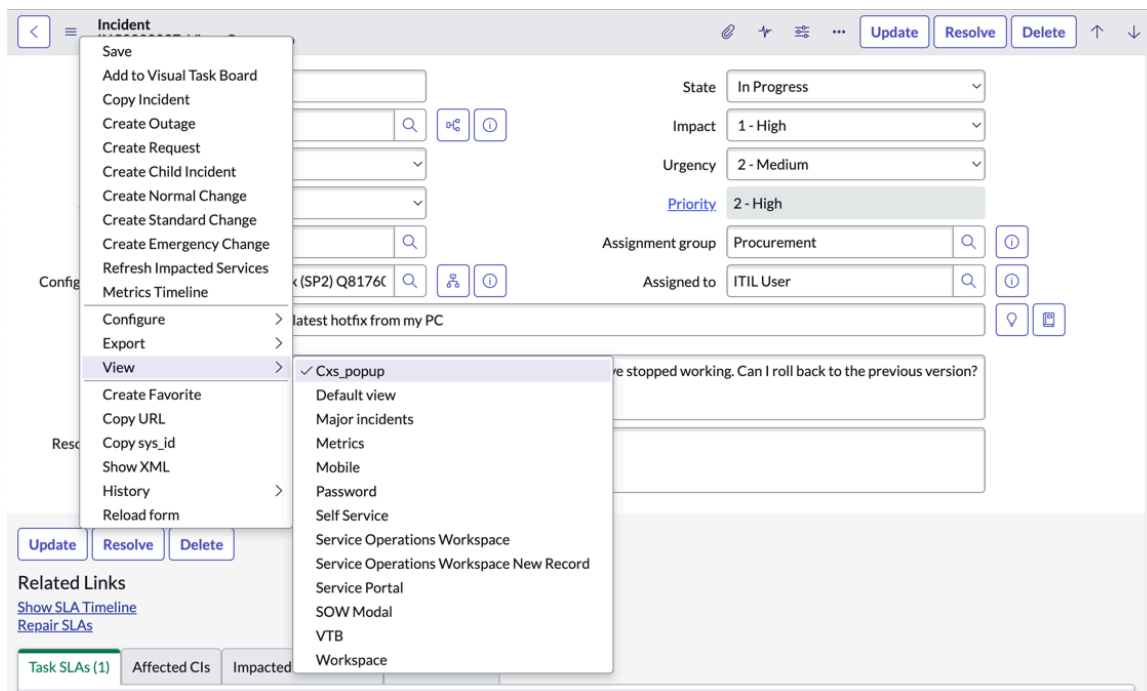 Incident
Update
Resolve
Delete
Save
Add to Visual Task Board
Copy Incident
Create Outage
Create Request
Create Child Incident
Create Normal Change
Create Standard Change
Create Emergency Change
Refresh Impacted Services
Metrics Timeline
Configure
Export
View
Create Favorite
Copy URL
Copy sys_id
Show XML
History
Reload form
Cxs_popup
Default view
Major incidents
Metrics
Mobile
Password
Self Service
Service Operations Workspace
Service Operations Workspace New Record
Service Portal
SOW Modal
VTB
Workspace
State In Progress
Impact 1 - High
Urgency 2 - Medium
Priority 2 - High
Assignment group Procurement
Assigned to ITIL User
Config
(SP2) Q8176
latest hotfix from my PC
stopped working. Can I roll back to the previous version?
Reso
Update Resolve Delete
Related Links
Show SLA Timeline
Repair SLAs
Task SLAs (1) Affected CIs Impacted